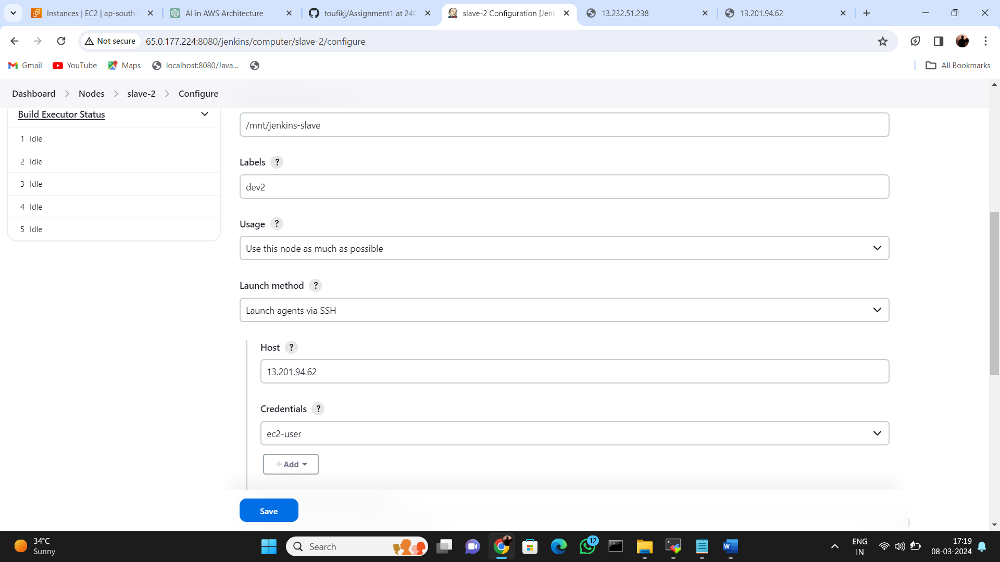 Instances | EC2 | ap-south-
AI in AWS Architecture
toufikj/Assignment1 at 24
slave-2 Configuration [Jenk
13.232.51.238
13.201.94.62
Not secure
65.0.177.224:8080/jenkins/computer/slave-2/configure
Gmail
YouTube
Maps
localhost:8080/Java...
All Bookmarks
Dashboard
Nodes
slave-2
Configure
Build Executor Status
1 Idle
2 Idle
3 Idle
4 Idle
5 Idle
/mnt/jenkins-slave
Labels ?
dev2
Usage ?
Use this node as much as possible
Launch method ?
Launch agents via SSH
Host ?
13.201.94.62
Credentials ?
ec2-user
+ Add
Save
34°C
Sunny
Search
12
W
ENG
IN
17:19
08-03-2024